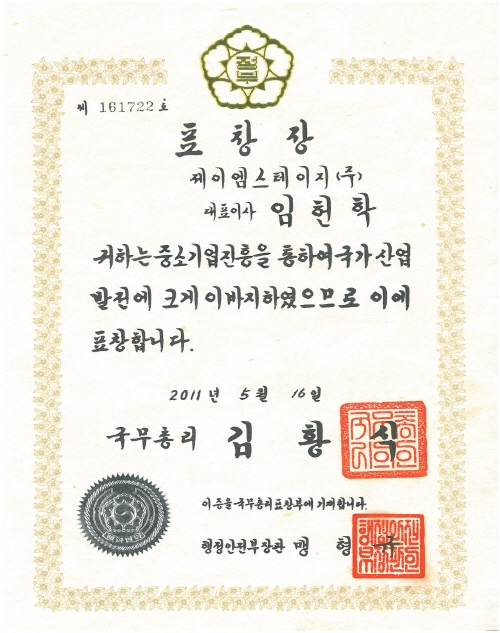 정부
제 161722 호
표 창 장
제이엠스테이지(주)
대표이사 임헌학
귀하는 중소기업진흥을 통하여 국가 산업
발전에 크게 이바지하였으므로 이에
표창합니다.
2011 년 5 월 16 일
국무총리 김 황 식
이 증을 국무총리표창부에 기재합니다.
행정안전부장관 맹 형 규